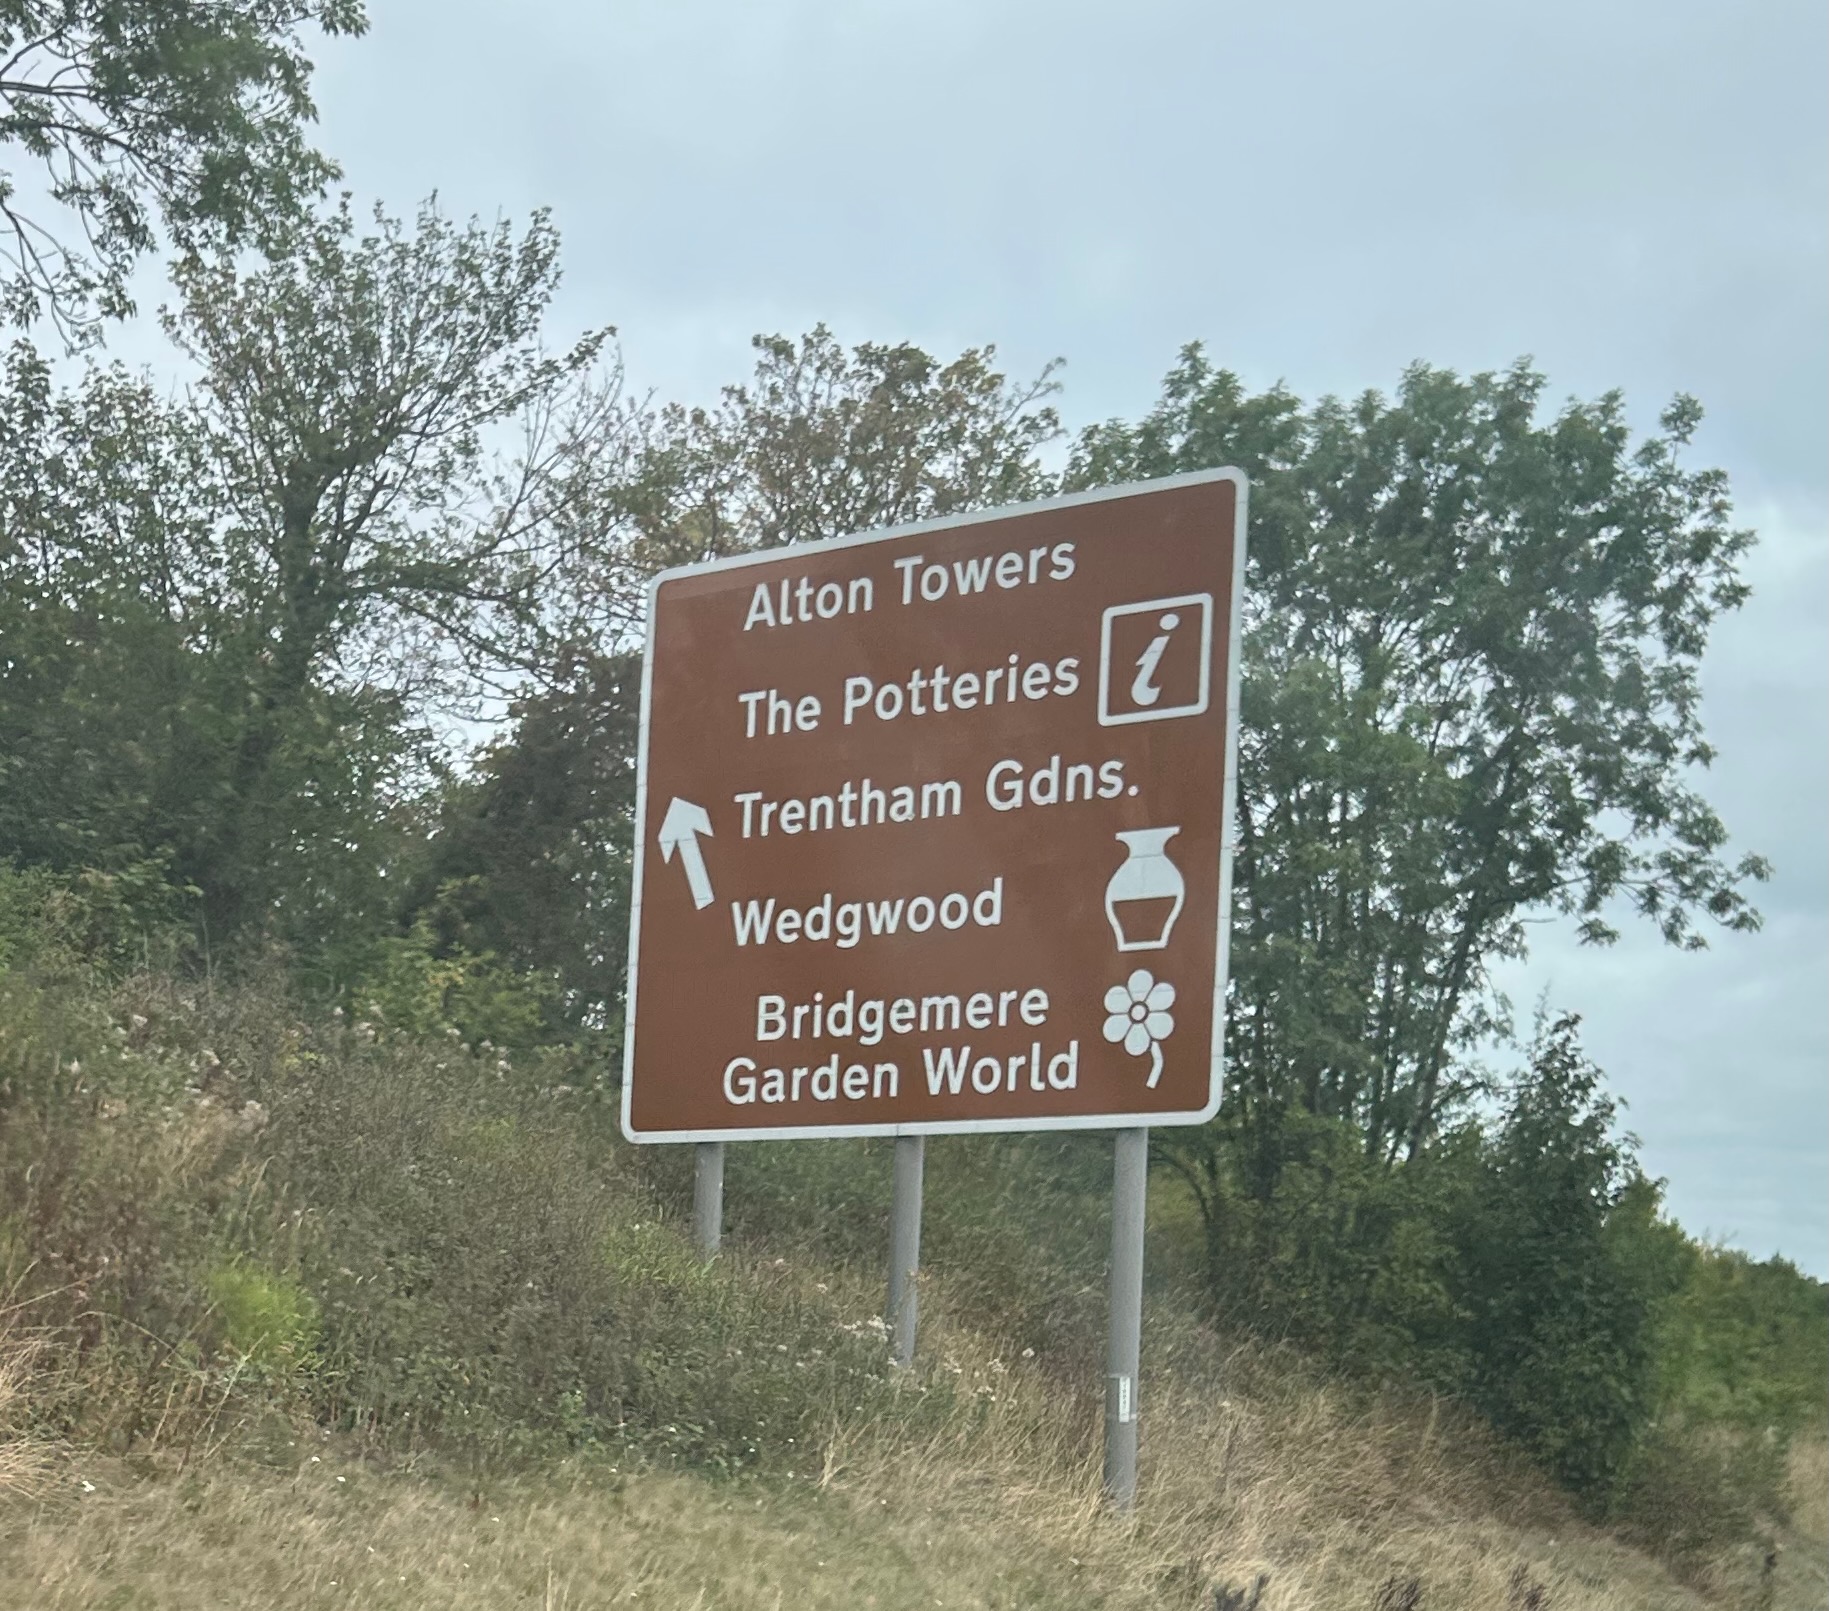 Alton Towers
The Potteries i
Trentham Gdns.
Wedgwood
Bridgemere
Garden World